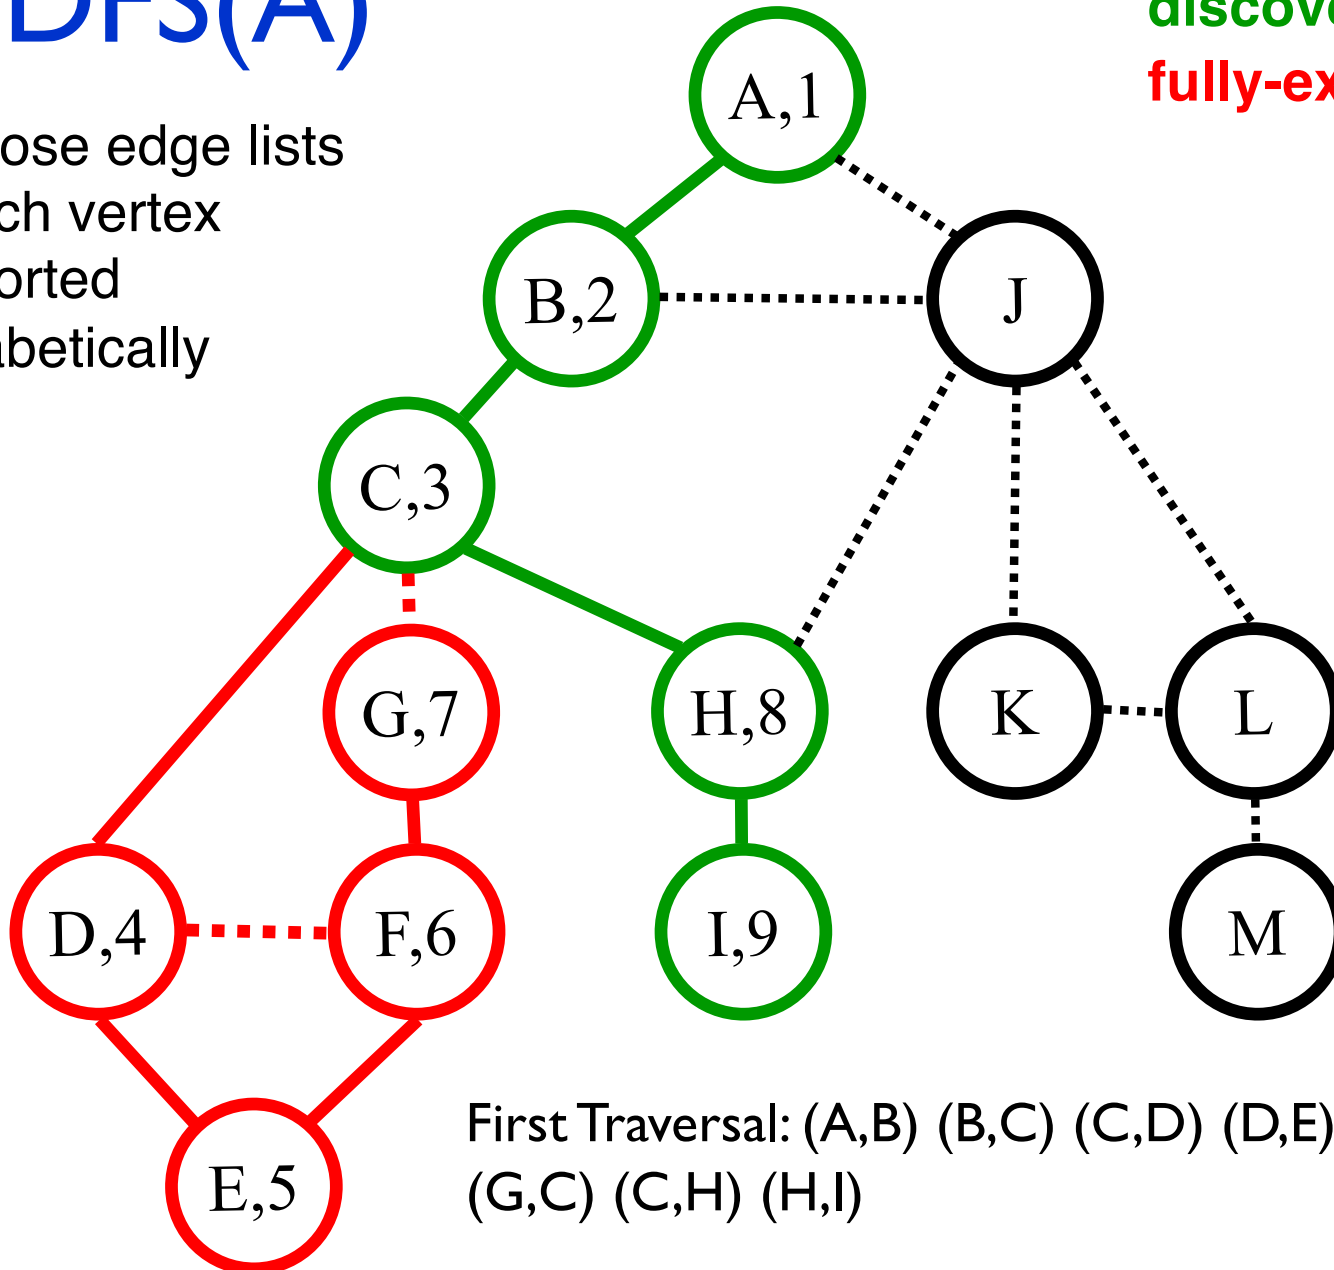 DFS(A)
discov
fully-ex
ose edge lists
ch vertex
orted
abetically
A,1
B,2
J
C,3
G,7
H,8
K
L
D,4
F,6
I,9
M
E,5
First Traversal: (A,B) (B,C) (C,D) (D,E)
(G,C) (C,H) (H,I)